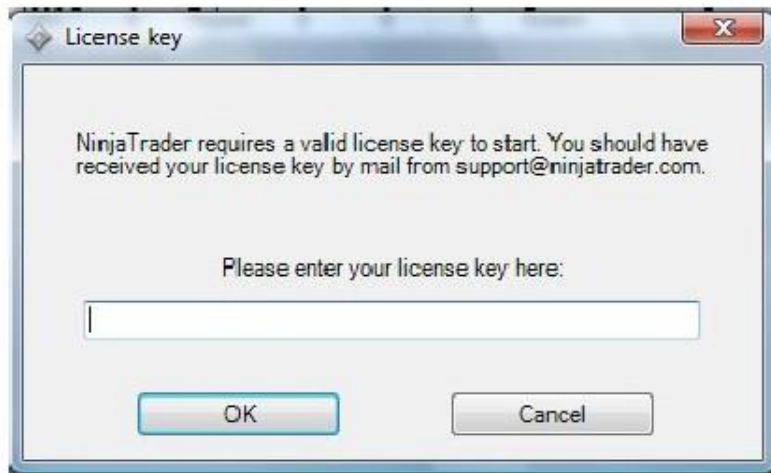 License key
NinjaTrader requires a valid license key to start. You should have
received your license key by mail from support@ninjatrader.com.
Please enter your license key here:
OK
Cancel